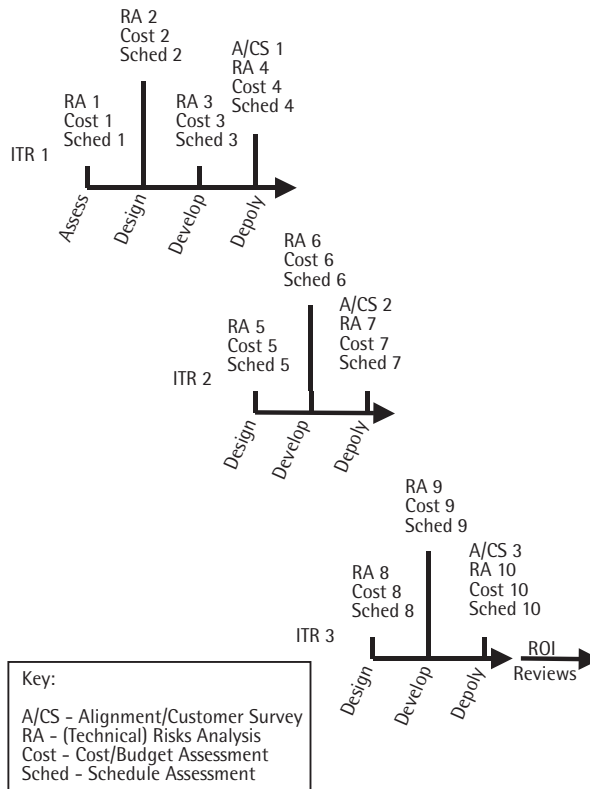 RA 2
Cost 2
Sched 2
A/CS 1
RA 4
Cost 4
Sched 4
RA 1
Cost 1
Sched 1
RA 3
Cost 3
Sched 3
ITR 1
Assess
Design
Develop
Depoly
RA 6
Cost 6
Sched 6
A/CS 2
RA 7
Cost 7
Sched 7
RA 5
Cost 5
Sched 5
ITR 2
Design
Develop
Depoly
RA 9
Cost 9
Sched 9
A/CS 3
RA 10
Cost 10
Sched 10
RA 8
Cost 8
Sched 8
ITR 3
ROI
Reviews
Design
Develop
Depoly
Key:
A/CS - Alignment/Customer Survey
RA - (Technical) Risks Analysis
Cost - Cost/Budget Assessment
Sched - Schedule Assessment